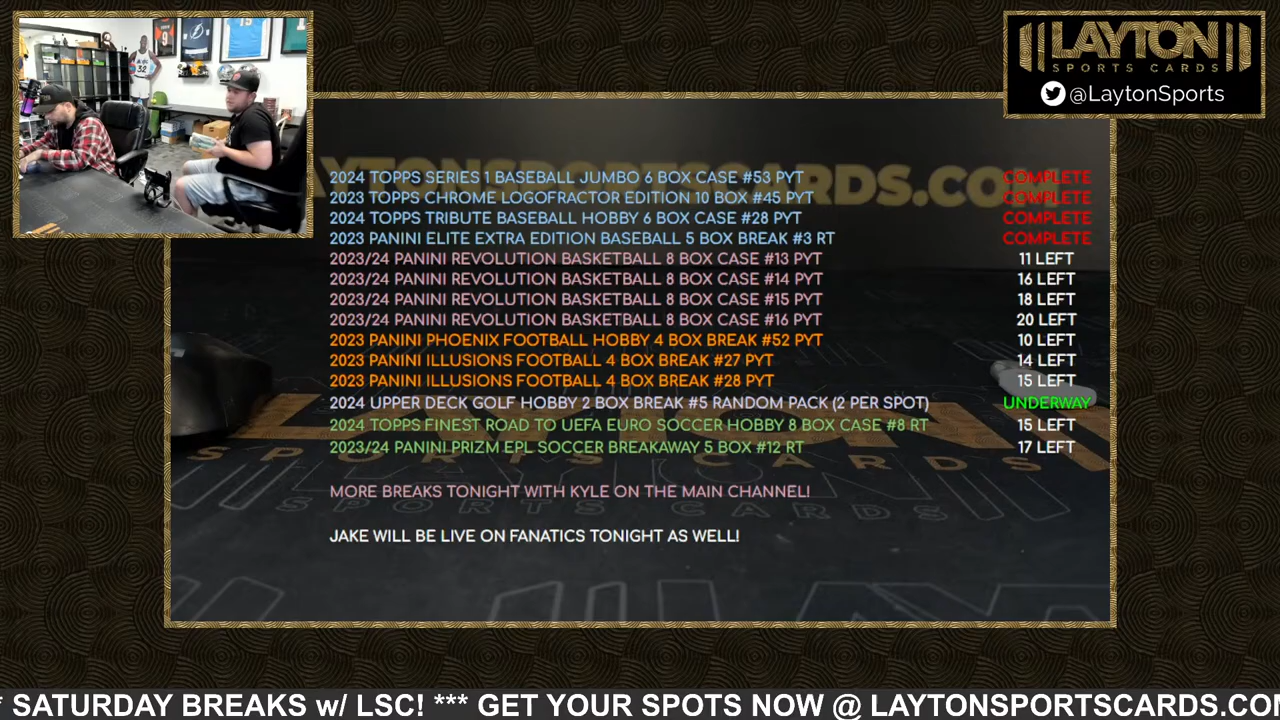 LAYTON
SPORTS CARDS
@LaytonSports
LAYTONSPORTSCARDS.CO
2024 TOPPS SERIES 1 BASEBALL JUMBO 6 BOX CASE #53 PYT COMPLETE
2023 TOPPS CHROME LOGOFRACTOR EDITION 10 BOX #45 PYT COMPLETE
2024 TOPPS TRIBUTE BASEBALL HOBBY 6 BOX CASE #28 PYT COMPLETE
2023 PANINI ELITE EXTRA EDITION BASEBALL 5 BOX BREAK #3 RT COMPLETE
2023/24 PANINI REVOLUTION BASKETBALL 8 BOX CASE #13 PYT 11 LEFT
2023/24 PANINI REVOLUTION BASKETBALL 8 BOX CASE #14 PYT 16 LEFT
2023/24 PANINI REVOLUTION BASKETBALL 8 BOX CASE #15 PYT 18 LEFT
2023/24 PANINI REVOLUTION BASKETBALL 8 BOX CASE #16 PYT 20 LEFT
2023 PANINI PHOENIX FOOTBALL HOBBY 4 BOX BREAK #52 PYT 10 LEFT
2023 PANINI ILLUSIONS FOOTBALL 4 BOX BREAK #27 PYT 14 LEFT
2023 PANINI ILLUSIONS FOOTBALL 4 BOX BREAK #28 PYT 15 LEFT
2024 UPPER DECK GOLF HOBBY 2 BOX BREAK #5 RANDOM PACK (2 PER SPOT) UNDERWAY
2024 TOPPS FINEST ROAD TO UEFA EURO SOCCER HOBBY 8 BOX CASE #8 RT 15 LEFT
2023/24 PANINI PRIZM EPL SOCCER BREAKAWAY 5 BOX #12 RT 17 LEFT
MORE BREAKS TONIGHT WITH KYLE ON THE MAIN CHANNEL!
JAKE WILL BE LIVE ON FANATICS TONIGHT AS WELL!
* SATURDAY BREAKS w/ LSC! *** GET YOUR SPOTS NOW @ LAYTONSPORTSCARDS.COM